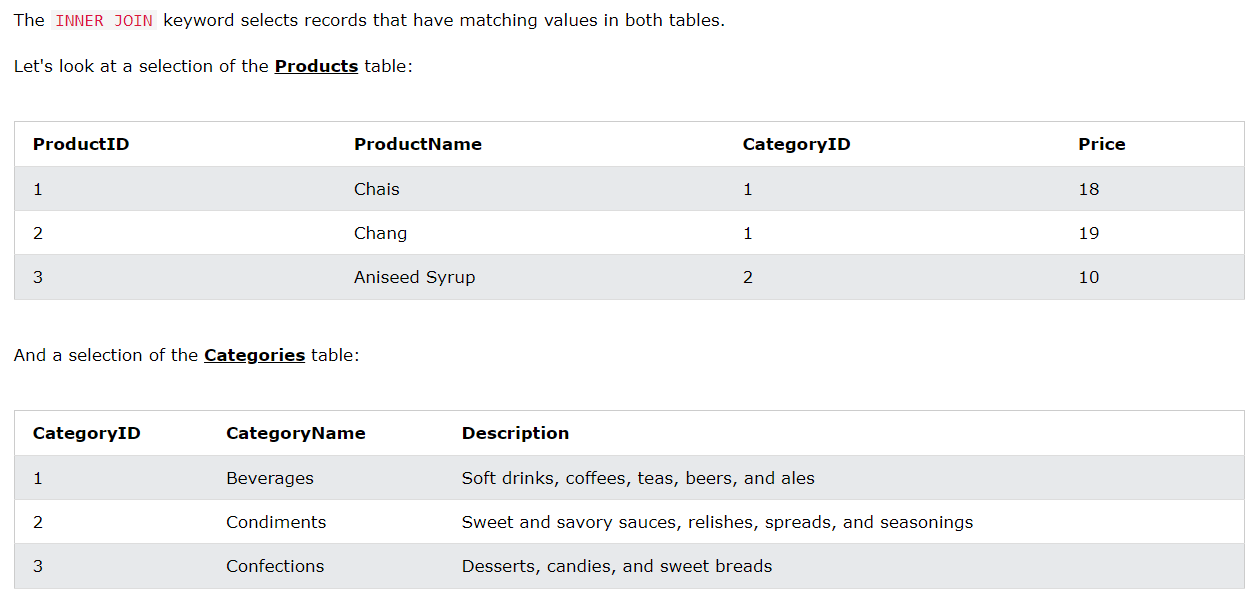 The INNER JOIN keyword selects records that have matching values in both tables.
Let's look at a selection of the Products table:
ProductID ProductName CategoryID Price
1 Chais 1 18
2 Chang 1 19
3 Aniseed Syrup 2 10
And a selection of the Categories table:
CategoryID CategoryName Description
1 Beverages Soft drinks, coffees, teas, beers, and ales
2 Condiments Sweet and savory sauces, relishes, spreads, and seasonings
3 Confections Desserts, candies, and sweet breads